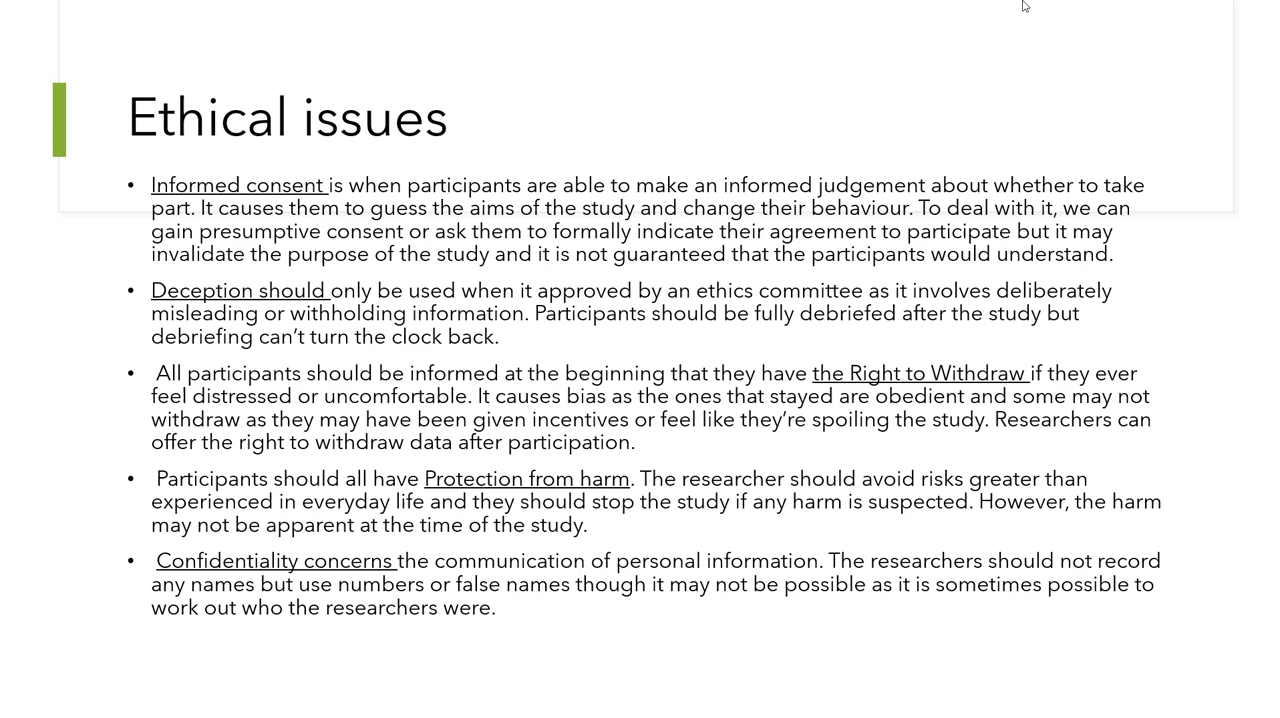 Ethical issues
• Informed consent is when participants are able to make an informed judgement about whether to take
part. It causes them to guess the aims of the study and change their behaviour. To deal with it, we can
gain presumptive consent or ask them to formally indicate their agreement to participate but it may
invalidate the purpose of the study and it is not guaranteed that the participants would understand.
• Deception should only be used when it approved by an ethics committee as it involves deliberately
misleading or withholding information. Participants should be fully debriefed after the study but
debriefing can’t turn the clock back.
• All participants should be informed at the beginning that they have the Right to Withdraw if they ever
feel distressed or uncomfortable. It causes bias as the ones that stayed are obedient and some may not
withdraw as they may have been given incentives or feel like they’re spoiling the study. Researchers can
offer the right to withdraw data after participation.
• Participants should all have Protection from harm. The researcher should avoid risks greater than
experienced in everyday life and they should stop the study if any harm is suspected. However, the harm
may not be apparent at the time of the study.
• Confidentiality concerns the communication of personal information. The researchers should not record
any names but use numbers or false names though it may not be possible as it is sometimes possible to
work out who the researchers were.